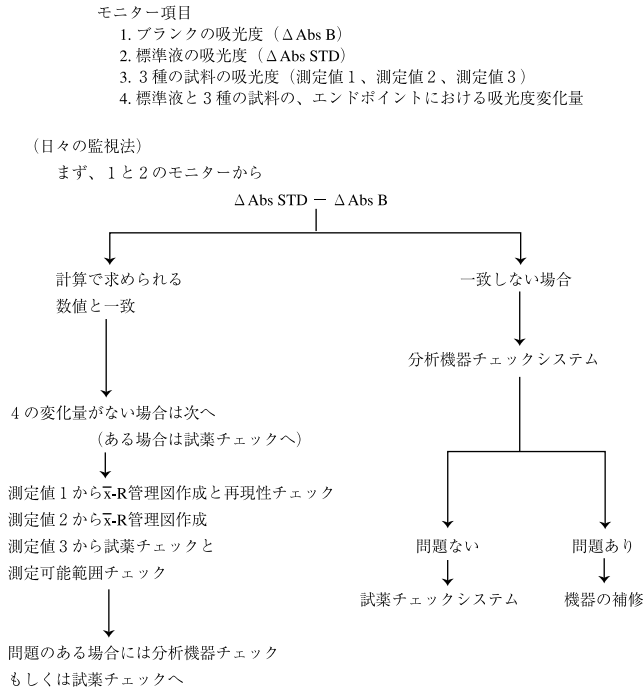 モニター項目
1. ブランクの吸光度（ΔAbs B）
2. 標準液の吸光度（ΔAbs STD）
3. ３種の試料の吸光度（測定値１、測定値２、測定値３）
4. 標準液と３種の試料の、エンドポイントにおける吸光度変化量
（日々の監視法）
まず、１と２のモニターから
ΔAbs STD － ΔAbs B
計算で求められる
数値と一致
一致しない場合
分析機器チェックシステム
４の変化量がない場合は次へ
（ある場合は試薬チェックへ）
測定値１からx̅-R管理図作成と再現性チェック
測定値２からx̅-R管理図作成
測定値３から試薬チェックと
測定可能範囲チェック
問題ない
問題あり
試薬チェックシステム
機器の補修
問題のある場合には分析機器チェック
もしくは試薬チェックへ